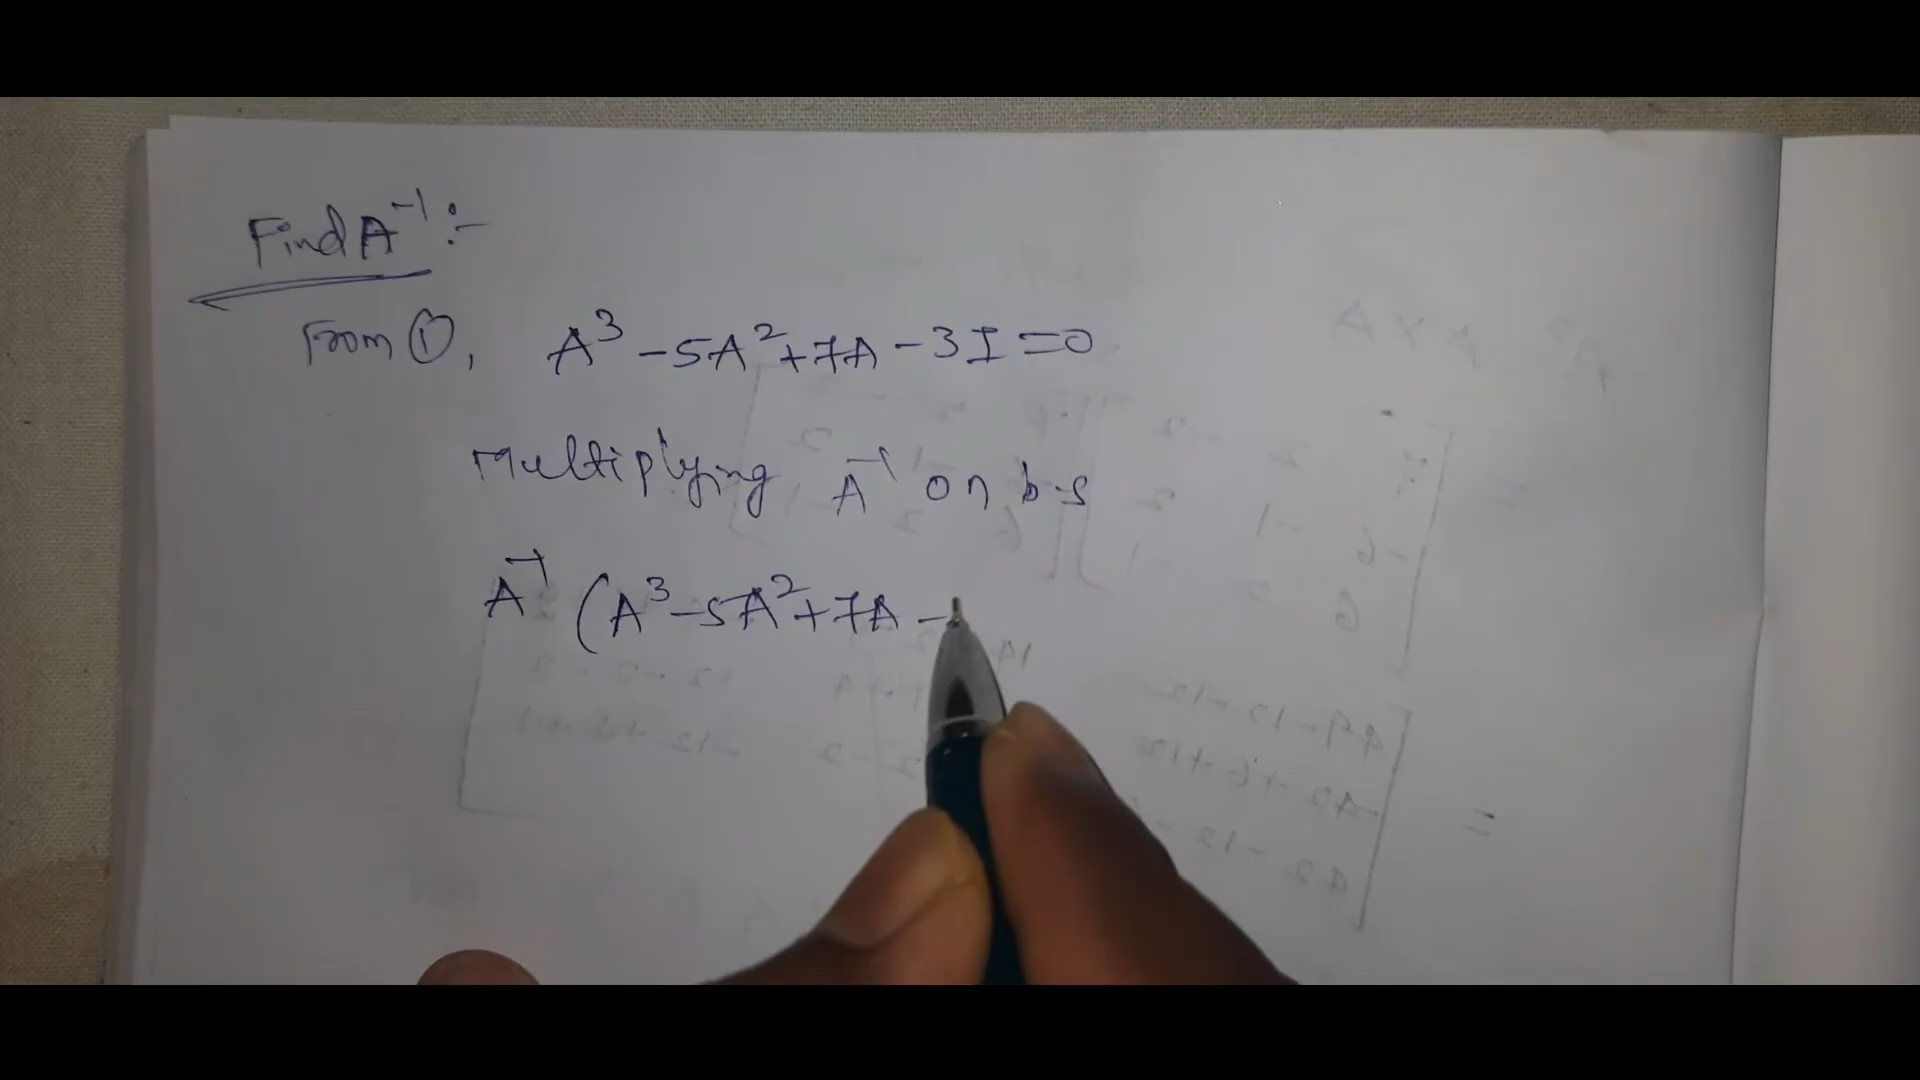 Find A⁻¹ :-
From ①, A³ - 5A² + 7A - 3I = 0
Multiplying A⁻¹ on b.s
A⁻¹ (A³ - 5A² + 7A -